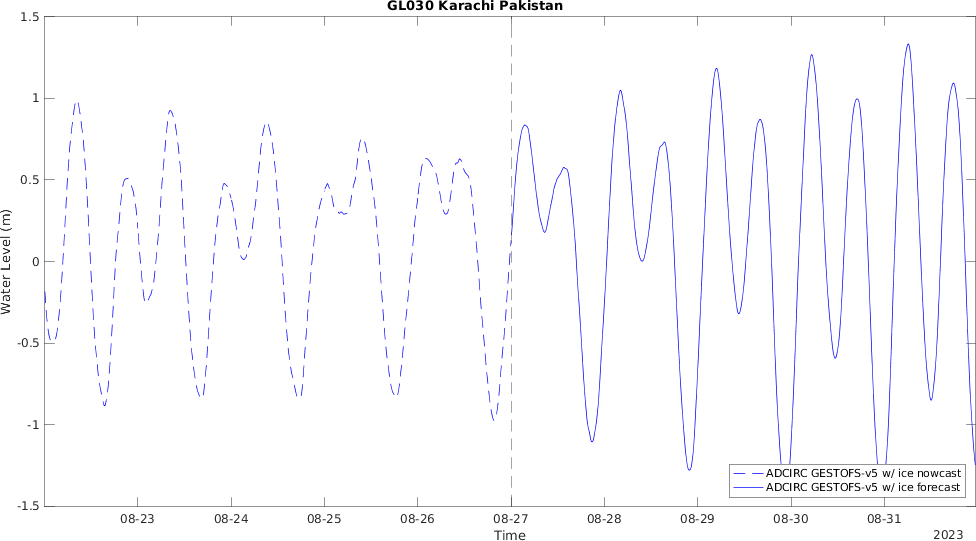 GL030 Karachi Pakistan
1.5
1
0.5
0
-0.5
-1
-1.5
Water Level (m)
ADCIRC GESTOFS-v5 w/ ice nowcast
ADCIRC GESTOFS-v5 w/ ice forecast
08-23 08-24 08-25 08-26 08-27 08-28 08-29 08-30 08-31
Time
2023